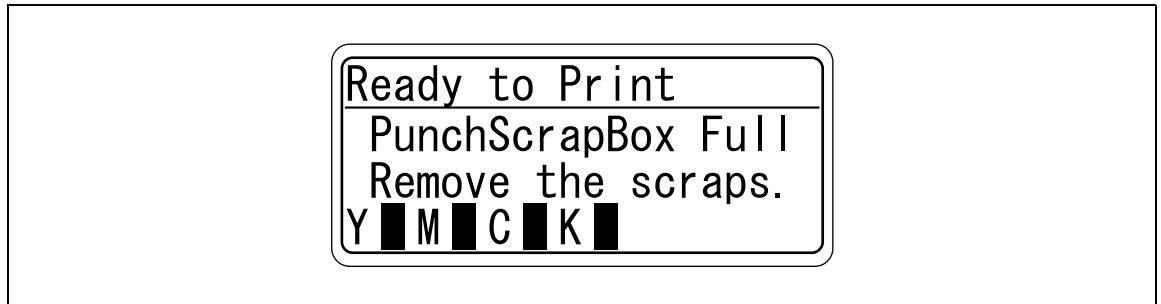 Ready to Print
PunchScrapBox Full
Remove the scraps.
Y M C K